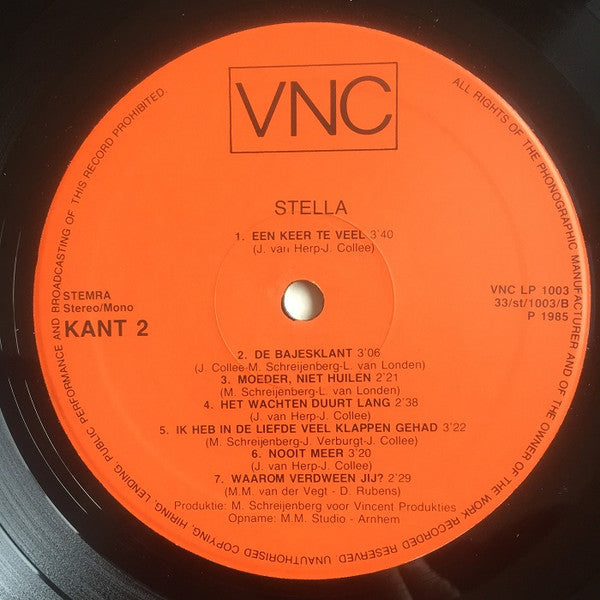 VNC
STELLA
1. EEN KEER TE VEEL 3'40
(J. van Herp-J. Collee)
STEMRA
Stereo/Mono
KANT 2
VNC LP 1003
33/st/1003/B
P 1985
2. DE BAJESKLANT 3'06
(J. Collee-M. Schreijenberg-L. van Londen)
3. MOEDER, NIET HUILEN 2'21
(M. Schreijenberg-L. van Londen)
4. HET WACHTEN DUURT LANG 2'38
(J. van Herp-J. Collee)
5. IK HEB IN DE LIEFDE VEEL KLAPPEN GEHAD 3'22
(M. Schreijenberg-J. Verburgt-J. Collee)
6. NOOIT MEER 3'20
(J. van Herp-J. Collee)
7. WAAROM VERDWEEN JIJ? 2'29
(M.M. van der Vegt - D. Rubens)
Produktie: M. Schreijenberg voor Vincent Produkties
Opname: M.M. Studio - Arnhem
ALL RIGHTS OF THE PHONOGRAPHIC MANUFACTURER AND OF THE OWNER OF THE WORK RECORDED RESERVED. UNAUTHORISED COPYING, HIRING, LENDING, PUBLIC PERFORMANCE AND BROADCASTING OF THIS RECORD PROHIBITED.